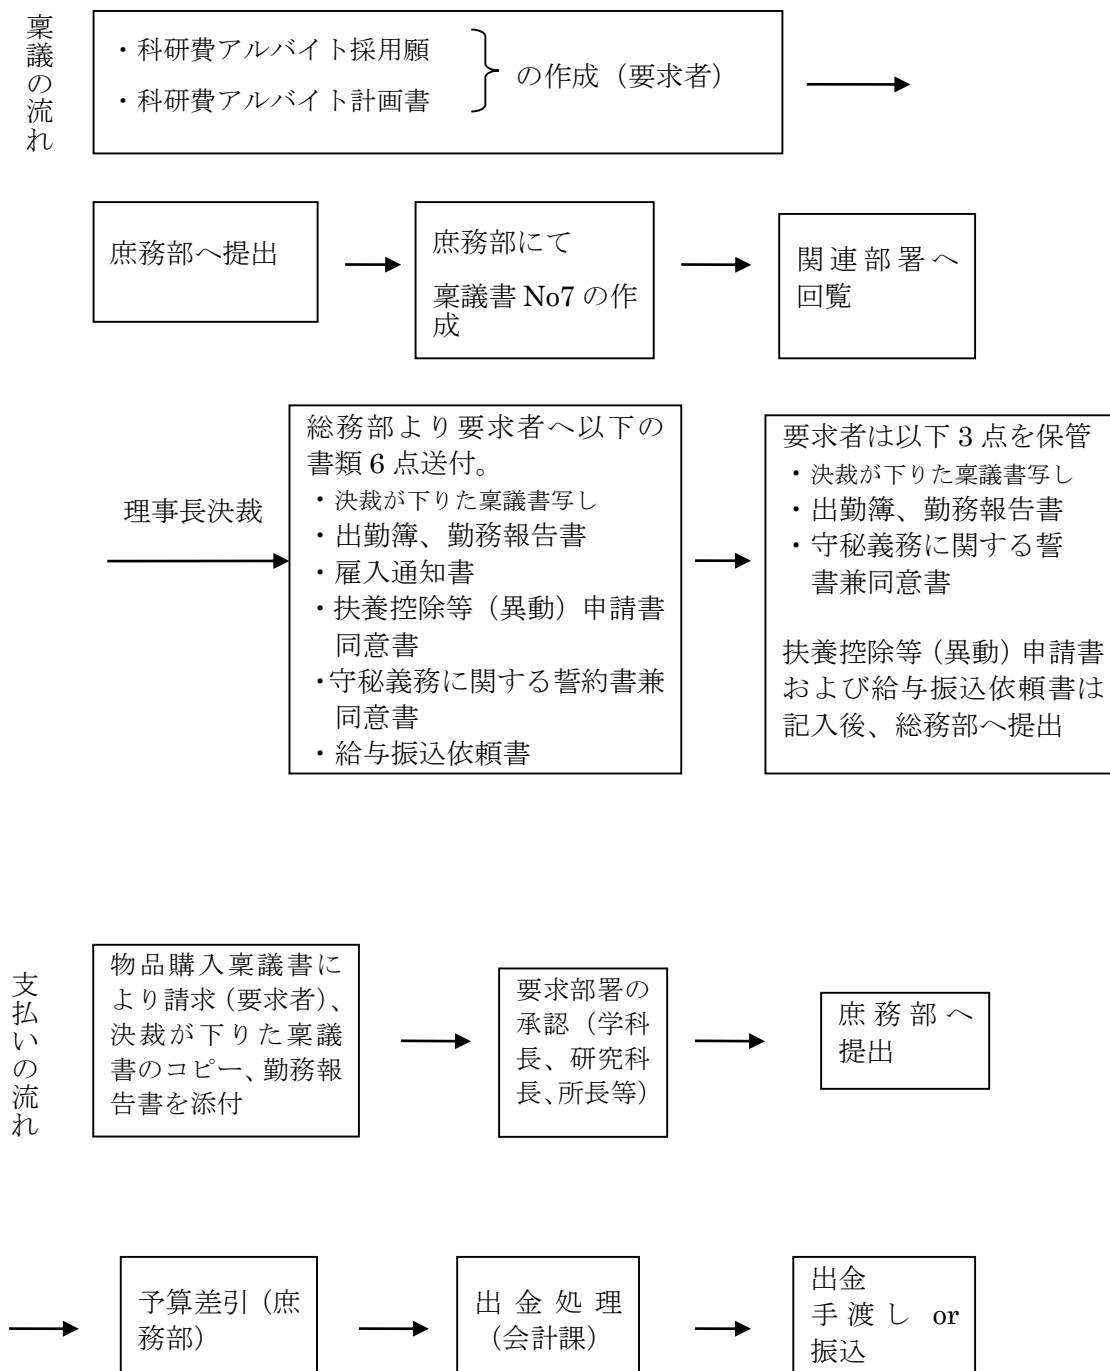 稟議の流れ
・科研費アルバイト採用願
・科研費アルバイト計画書
の作成（要求者）
庶務部へ提出
庶務部にて
稟議書 No7 の作
成
関連部署へ
回覧
理事長決裁
総務部より要求者へ以下の
書類 6 点送付。
・決裁が下りた稟議書写し
・出勤簿、勤務報告書
・雇入通知書
・扶養控除等（異動）申請書
同意書
・守秘義務に関する誓約書兼
同意書
・給与振込依頼書
要求者は以下 3 点を保管
・決裁が下りた稟議書写し
・出勤簿、勤務報告書
・守秘義務に関する誓
書兼同意書
扶養控除等（異動）申請書
および給与振込依頼書は
記入後、総務部へ提出
支払いの流れ
物品購入稟議書に
より請求（要求者）、
決裁が下りた稟議
書のコピー、勤務報
告書を添付
要求部署の
承認（学科
長、研究科
長、所長等）
庶務部へ
提出
予算差引（庶
務部）
出金処理
（会計課）
出金
手渡し or
振込